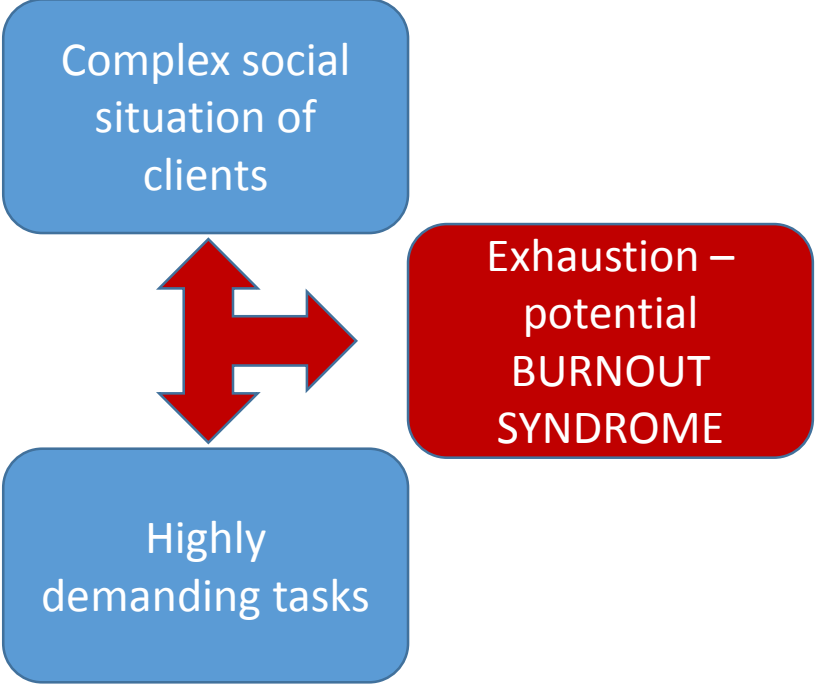 Complex social
situation of
clients
Exhaustion –
potential
BURNOUT
SYNDROME
Highly
demanding tasks